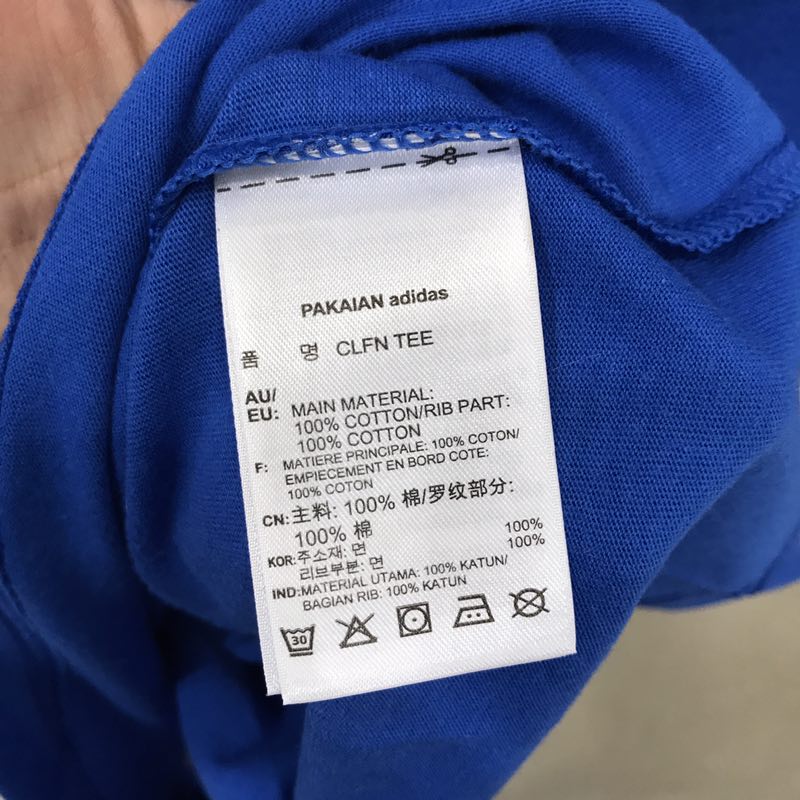 PAKAIAN adidas
품 명 CLFN TEE
AU/
EU: MAIN MATERIAL:
100% COTTON/RIB PART:
100% COTTON
F: MATIERE PRINCIPALE: 100% COTON/
EMPIECEMENT EN BORD COTE:
100% COTON
CN:主料: 100% 棉/罗纹部分:
100% 棉
KOR:주소재: 면 100%
리브부분: 면 100%
IND:MATERIAL UTAMA: 100% KATUN/
BAGIAN RIB: 100% KATUN
30